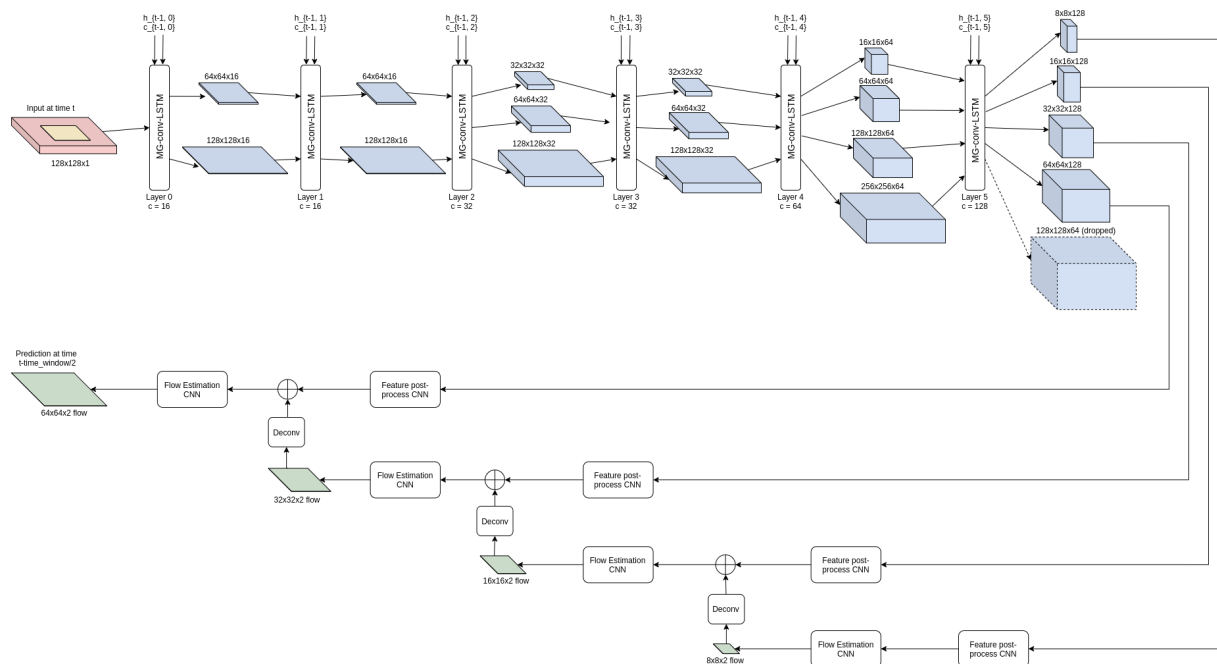 h_{t-1, 0}
c_{t-1, 0}
h_{t-1, 1}
c_{t-1, 1}
h_{t-1, 2}
c_{t-1, 2}
h_{t-1, 3}
c_{t-1, 3}
h_{t-1, 4}
c_{t-1, 4}
h_{t-1, 5}
c_{t-1, 5}
Input at time t
128x128x1
MG-conv-LSTM
Layer 0
c = 16
64x64x16
128x128x16
MG-conv-LSTM
Layer 1
c = 16
64x64x16
128x128x16
MG-conv-LSTM
Layer 2
c = 32
32x32x32
64x64x32
128x128x32
MG-conv-LSTM
Layer 3
c = 32
32x32x32
64x64x32
128x128x32
MG-conv-LSTM
Layer 4
c = 64
16x16x64
64x64x64
128x128x64
256x256x64
MG-conv-LSTM
Layer 5
c = 128
8x8x128
16x16x128
32x32x128
64x64x128
128x128x64 (dropped)
Prediction at time
t-time_window/2
64x64x2 flow
Flow Estimation
CNN
Feature post-
process CNN
Deconv
32x32x2 flow
Flow Estimation
CNN
Feature post-
process CNN
Deconv
16x16x2 flow
Flow Estimation
CNN
Feature post-
process CNN
Deconv
8x8x2 flow
Flow Estimation
CNN
Feature post-
process CNN